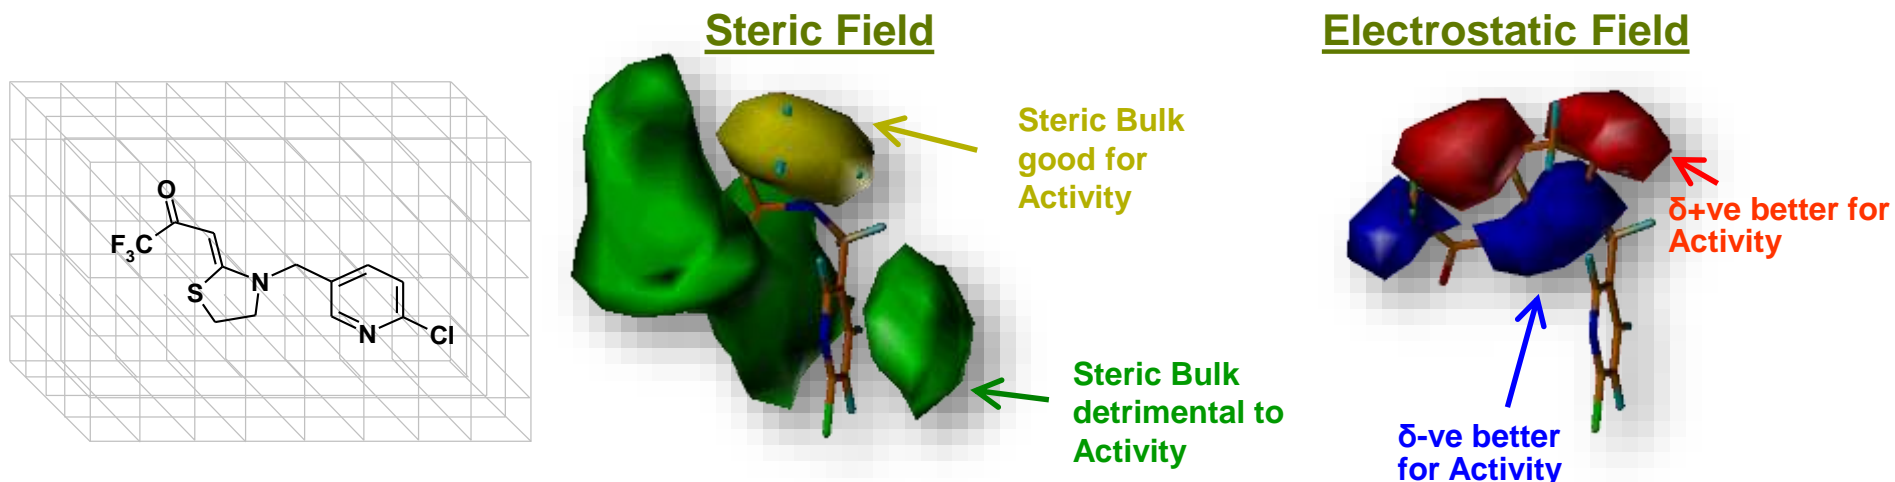 Steric Field
Electrostatic Field
Steric Bulk
good for
Activity
Steric Bulk
detrimental to
Activity
δ+ve better for
Activity
δ-ve better
for Activity
O
F3C
S
N
N
Cl